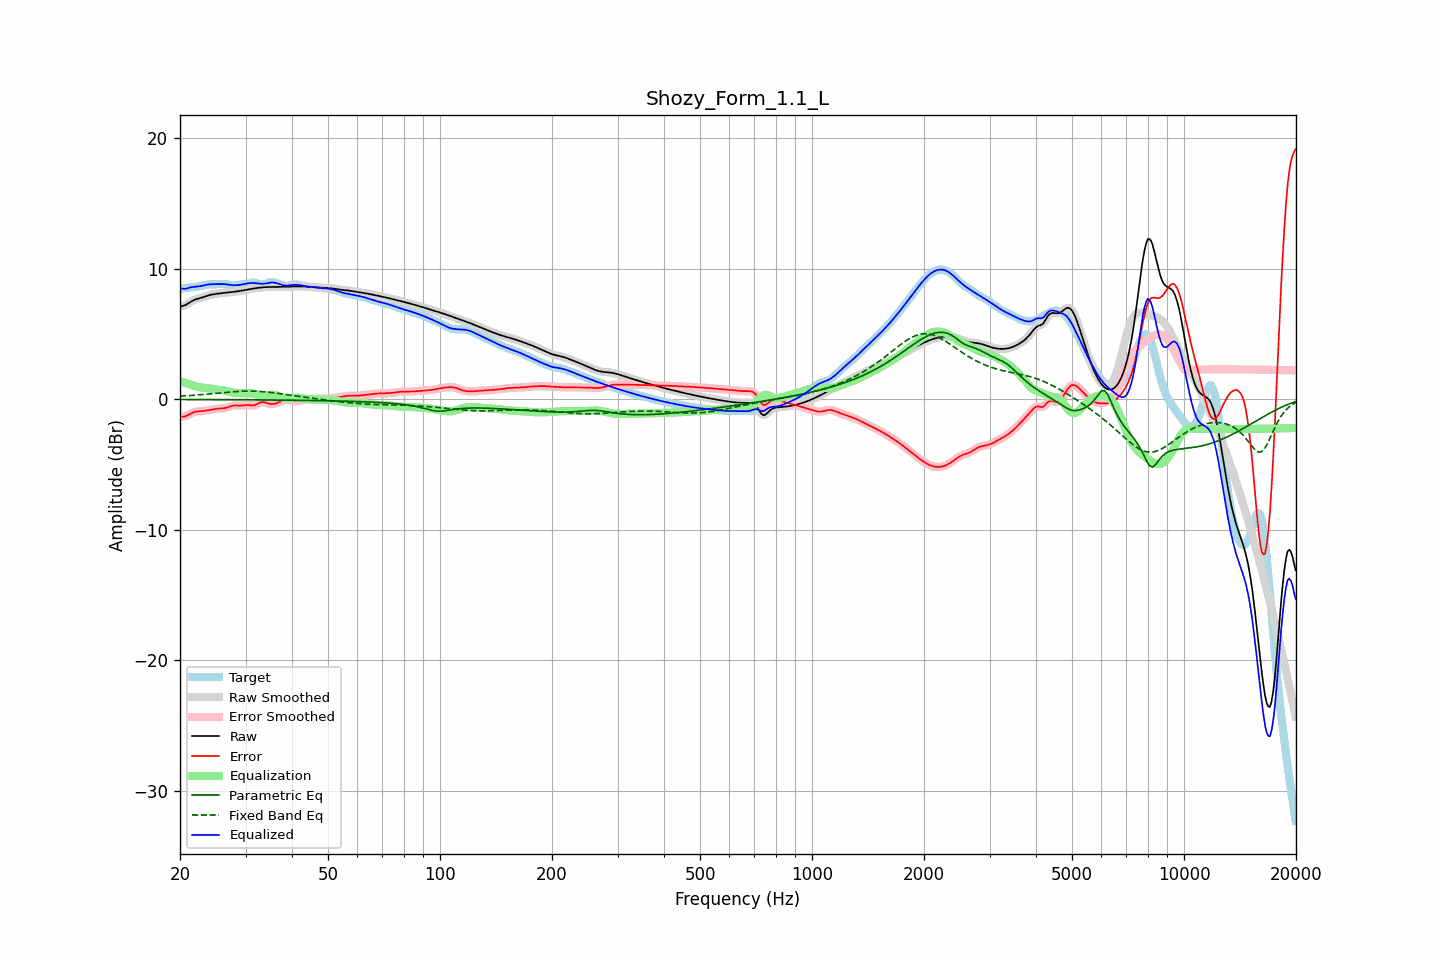 Shozy_Form_1.1_L
20
10
0
−10
−20
−30
Amplitude (dBr)
Target
Raw Smoothed
Error Smoothed
Raw
Error
Equalization
Parametric Eq
Fixed Band Eq
Equalized
20 50 100 200 500 1000 2000 5000 10000 20000
Frequency (Hz)